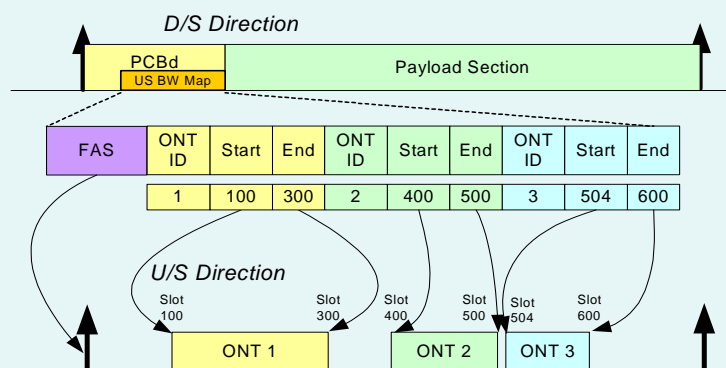 D/S Direction
PCBd
US BW Map
Payload Section
FAS
ONT ID
Start
End
ONT ID
Start
End
ONT ID
Start
End
1
100
300
2
400
500
3
504
600
U/S Direction
Slot 100
Slot 300
Slot 400
Slot 500
Slot 504
Slot 600
ONT 1
ONT 2
ONT 3